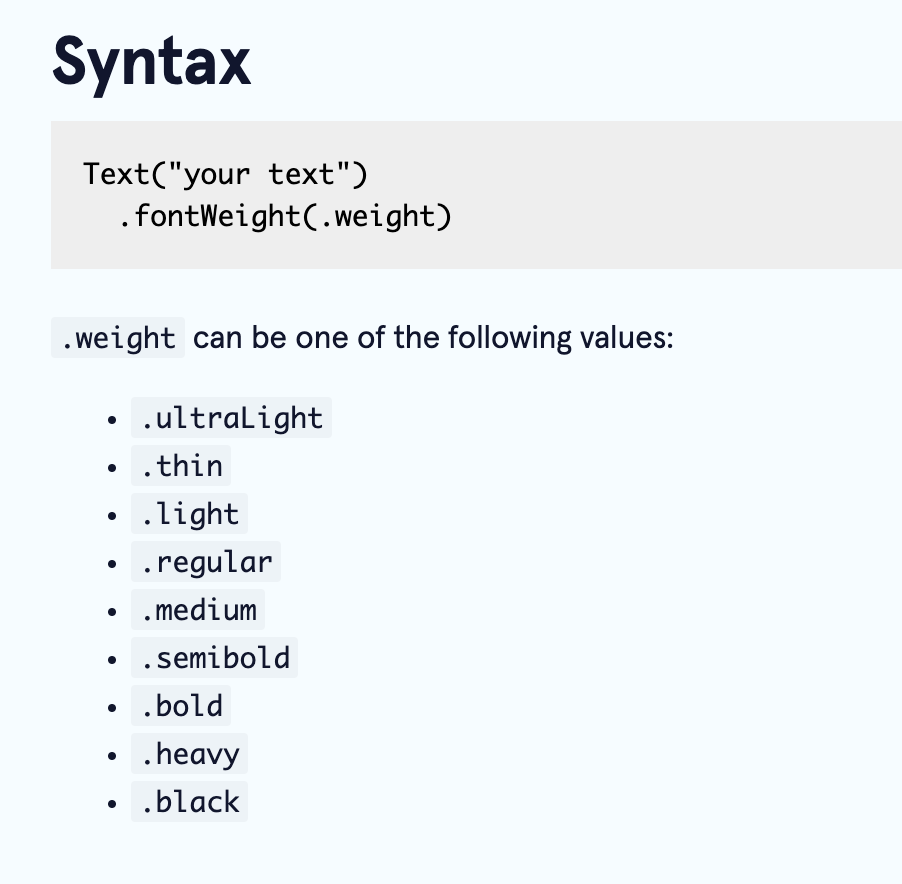 Syntax
Text("your text")
  .fontWeight(.weight)
.weight can be one of the following values:
• .ultraLight
• .thin
• .light
• .regular
• .medium
• .semibold
• .bold
• .heavy
• .black